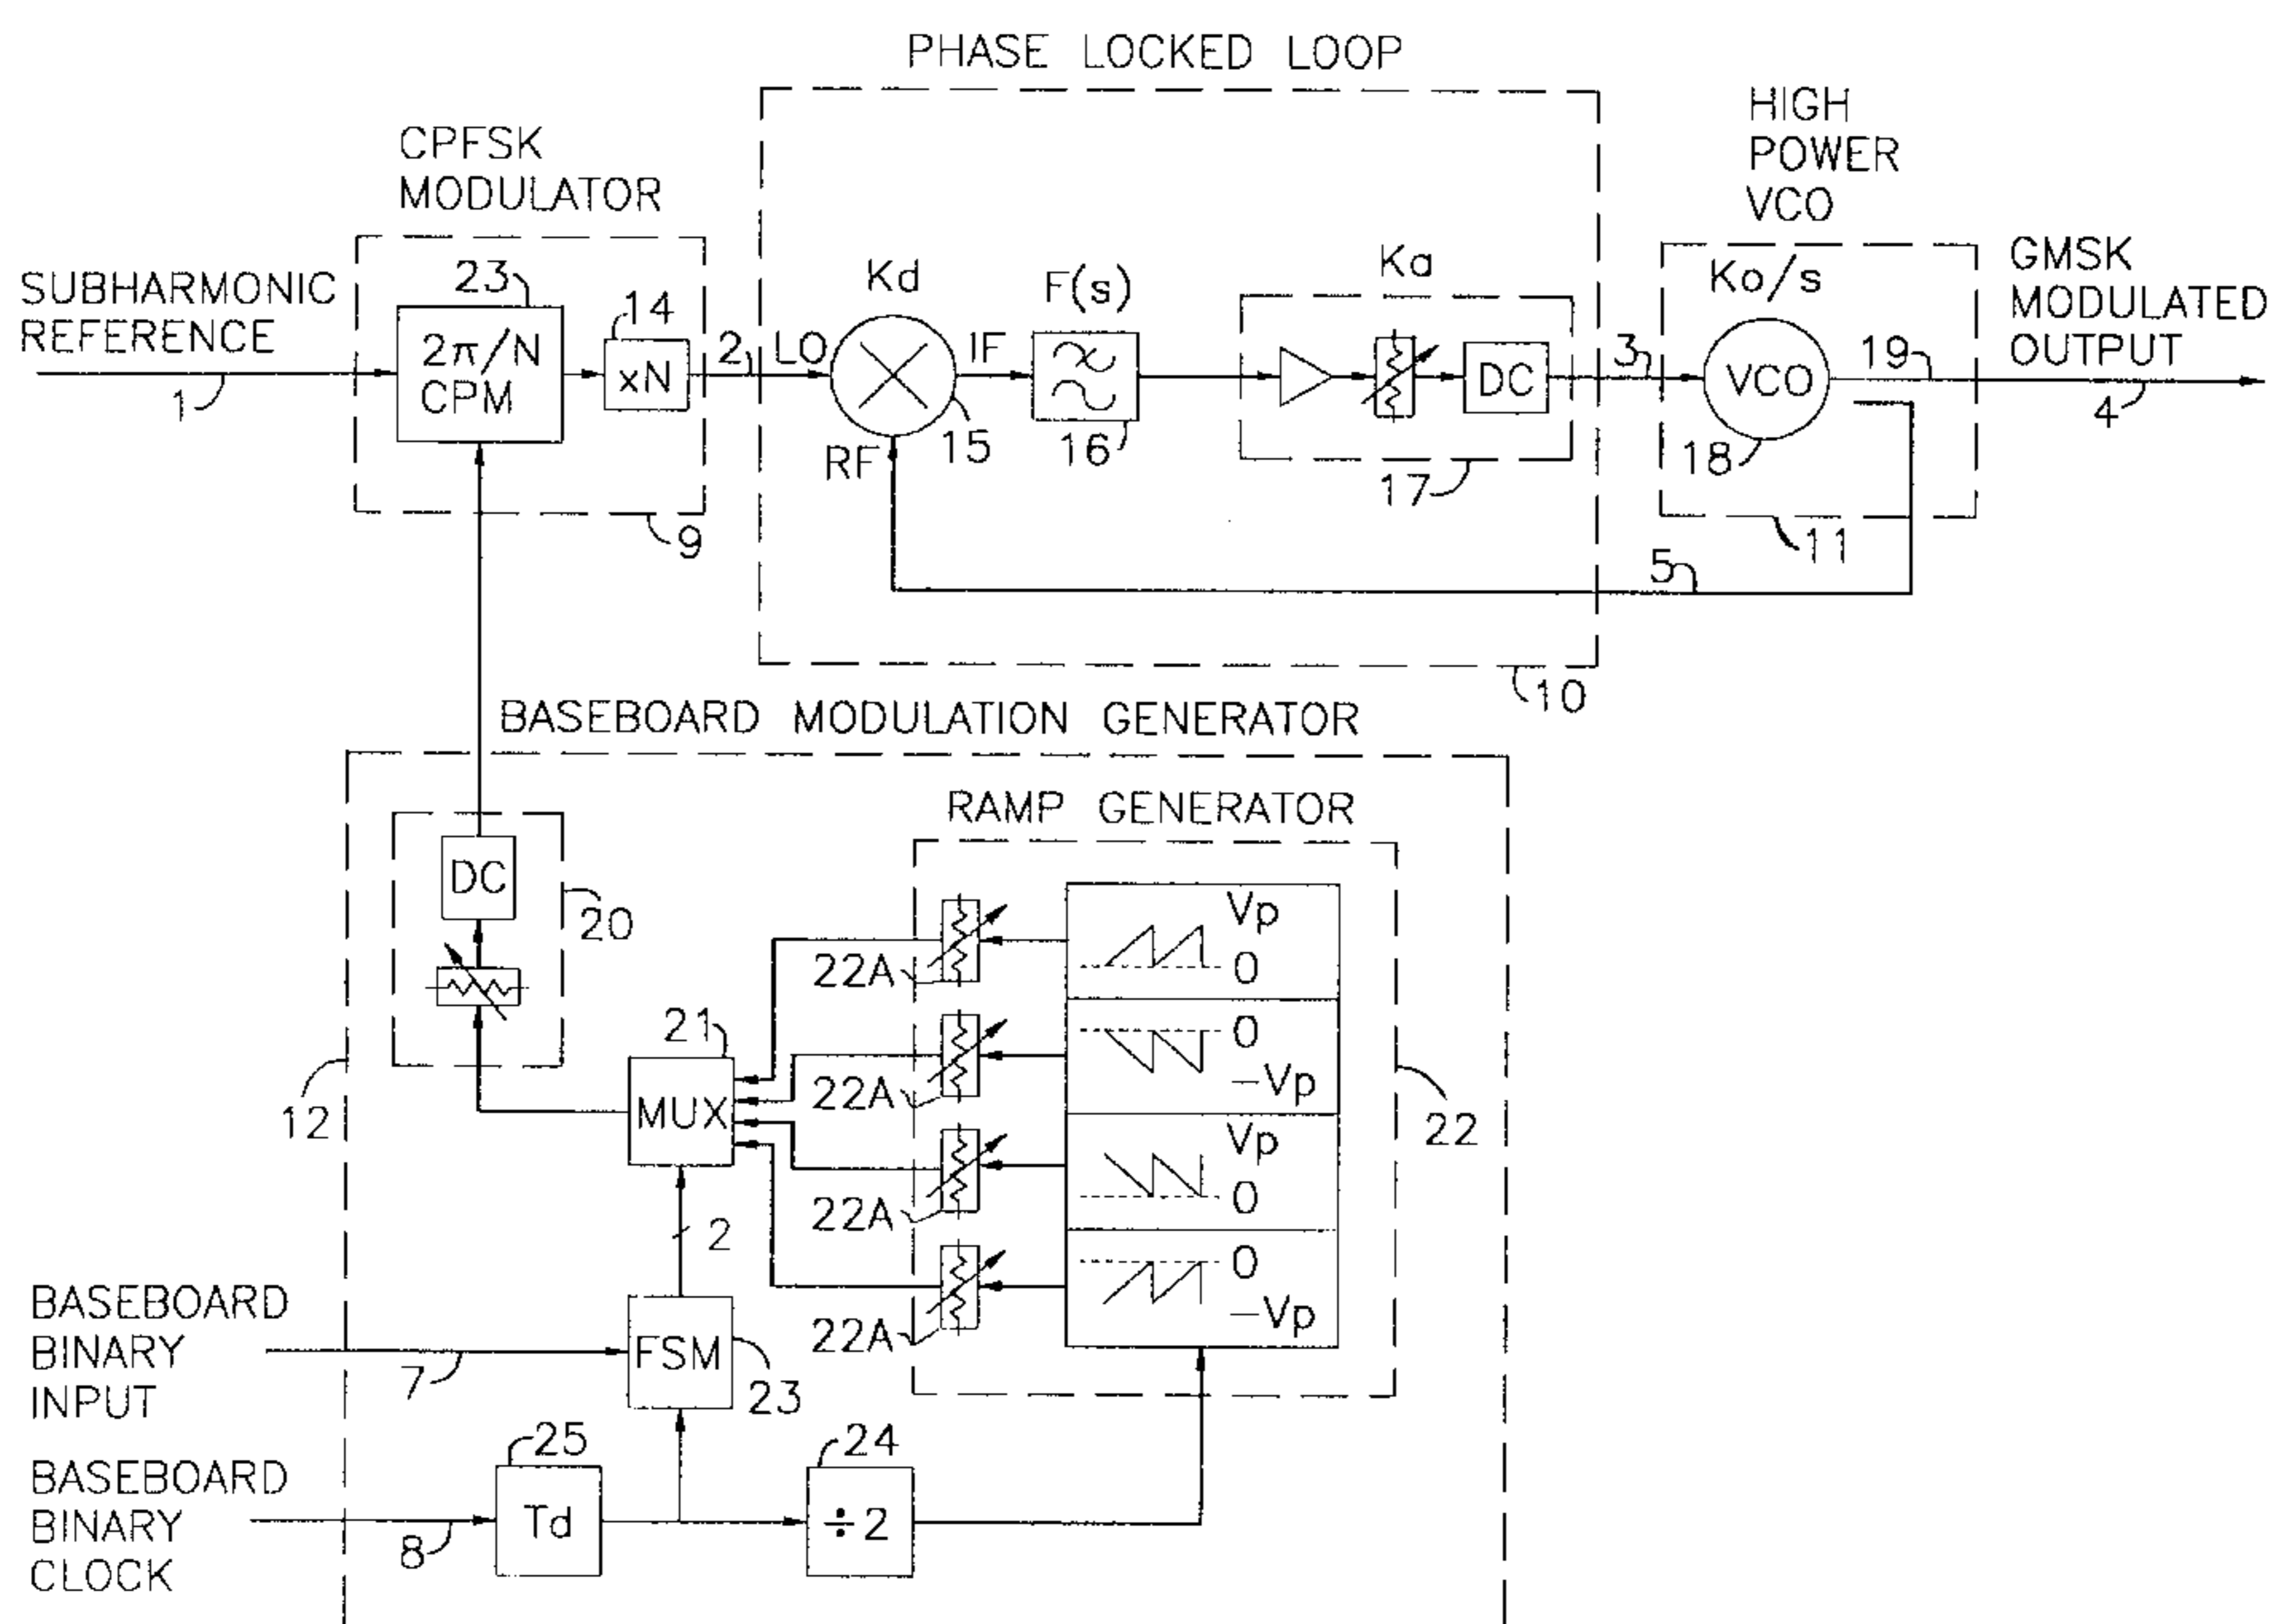 PHASE LOCKED LOOP
HIGH
POWER
VCO
CPFSK
MODULATOR
SUBHARMONIC
REFERENCE
1
23
2π/N
CPM
14
xN
2
LO
Kd
IF
RF
15
F(s)
16
Ka
DC
17
3
Ko/s
VCO
18
19
GMSK
MODULATED
OUTPUT
4
9
11
5
10
BASEBOARD MODULATION GENERATOR
RAMP GENERATOR
DC
20
Vp
0
22A
21
0
-Vp
22A
MUX
12
22
Vp
0
22A
2
0
-Vp
22A
BASEBOARD
BINARY
INPUT
7
FSM
23
25
24
BASEBOARD
BINARY
CLOCK
8
Td
÷2